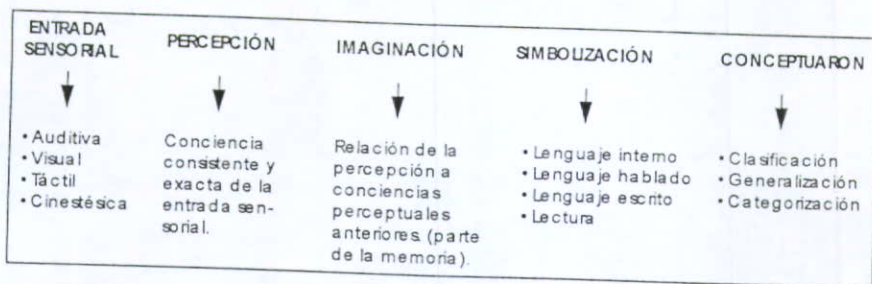 ENTRADA
SENSORIAL
PERCEPCIÓN
IMAGINACIÓN
SIMBOLIZACIÓN
CONCEPTUARON
• Auditiva
• Visual
• Táctil
• Cinestésica
Conciencia
consistente y
exacta de la
entrada sen-
sorial.
Relación de la
percepción a
conciencias
perceptuales
anteriores. (parte
de la memoria).
• Lenguaje interno
• Lenguaje hablado
• Lenguaje escrito
• Lectura
• Clasificación
• Generalización
• Categorización